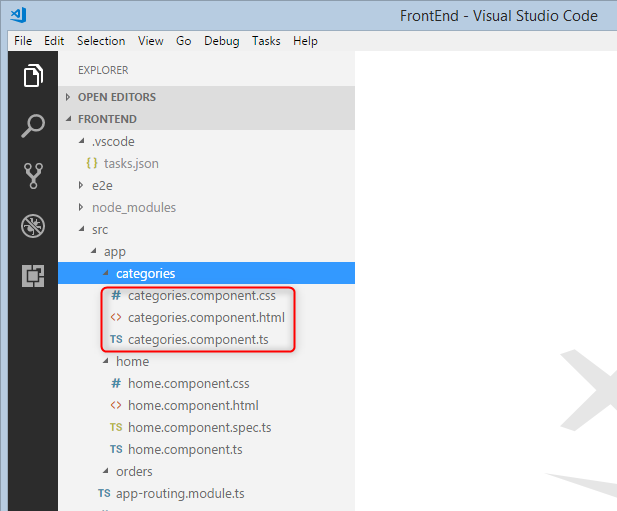 FrontEnd - Visual Studio Code
File Edit Selection View Go Debug Tasks Help
EXPLORER
OPEN EDITORS
FRONTEND
.vscode
{} tasks.json
e2e
node_modules
src
app
categories
# categories.component.css
<> categories.component.html
TS categories.component.ts
home
# home.component.css
<> home.component.html
TS home.component.spec.ts
TS home.component.ts
orders
TS app-routing.module.ts